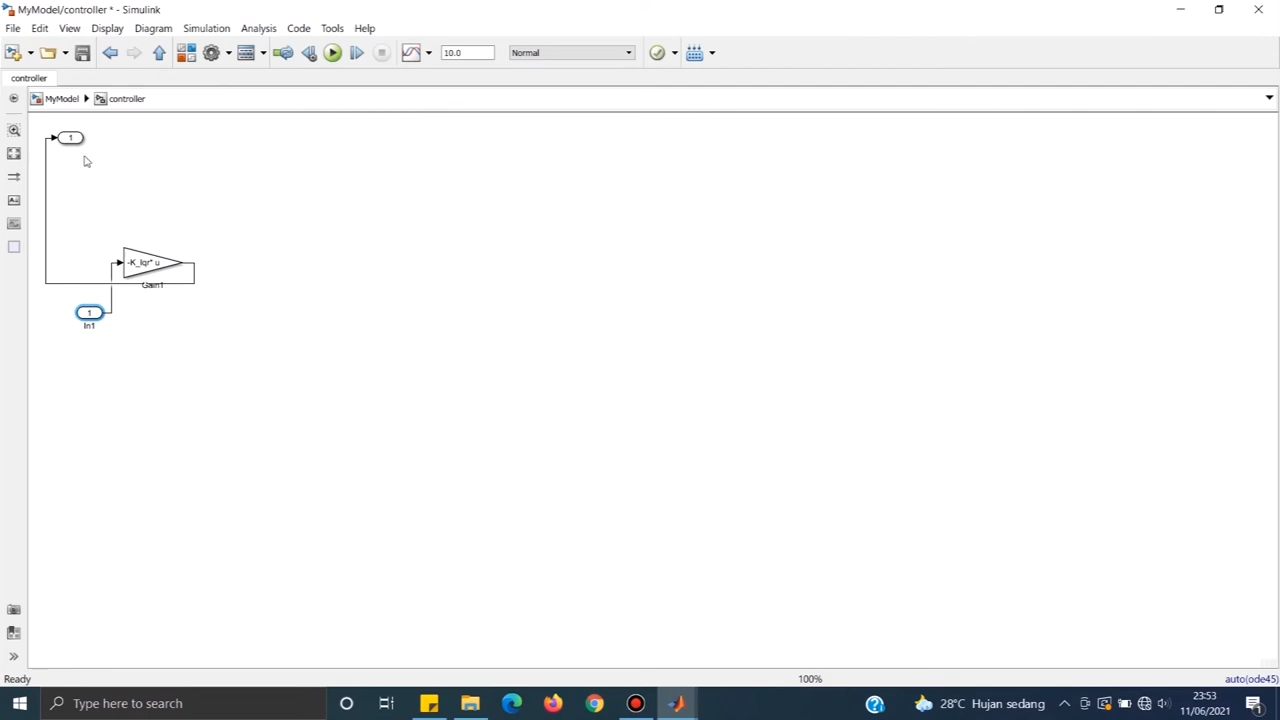 MyModel/controller * - Simulink
File Edit View Display Diagram Simulation Analysis Code Tools Help
10.0 Normal
controller
MyModel controller
1
-K_lqr* u
Gain1
1
In1
Ready 100% auto(ode45)
Type here to search
28°C Hujan sedang
23:53
11/06/2021
1